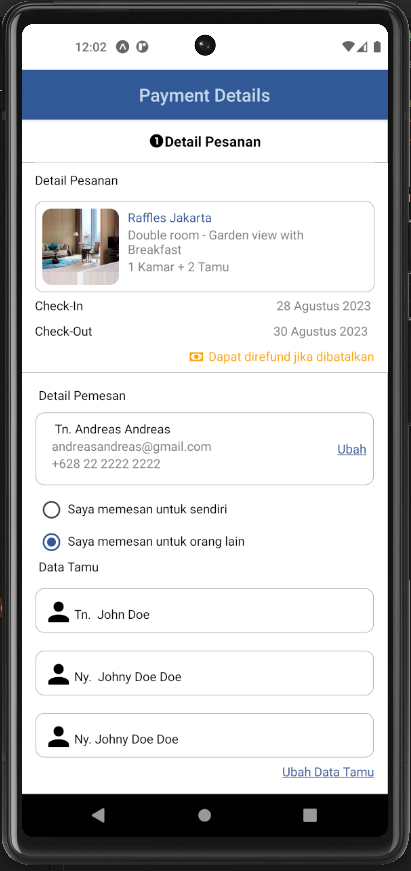 12:02
Payment Details
1 Detail Pesanan
Detail Pesanan
Raffles Jakarta
Double room - Garden view with
Breakfast
1 Kamar + 2 Tamu
Check-In 28 Agustus 2023
Check-Out 30 Agustus 2023
Dapat direfund jika dibatalkan
Detail Pemesan
Tn. Andreas Andreas
andreasandreas@gmail.com
+628 22 2222 2222
Ubah
Saya memesan untuk sendiri
Saya memesan untuk orang lain
Data Tamu
Tn. John Doe
Ny. Johny Doe Doe
Ny. Johny Doe Doe
Ubah Data Tamu